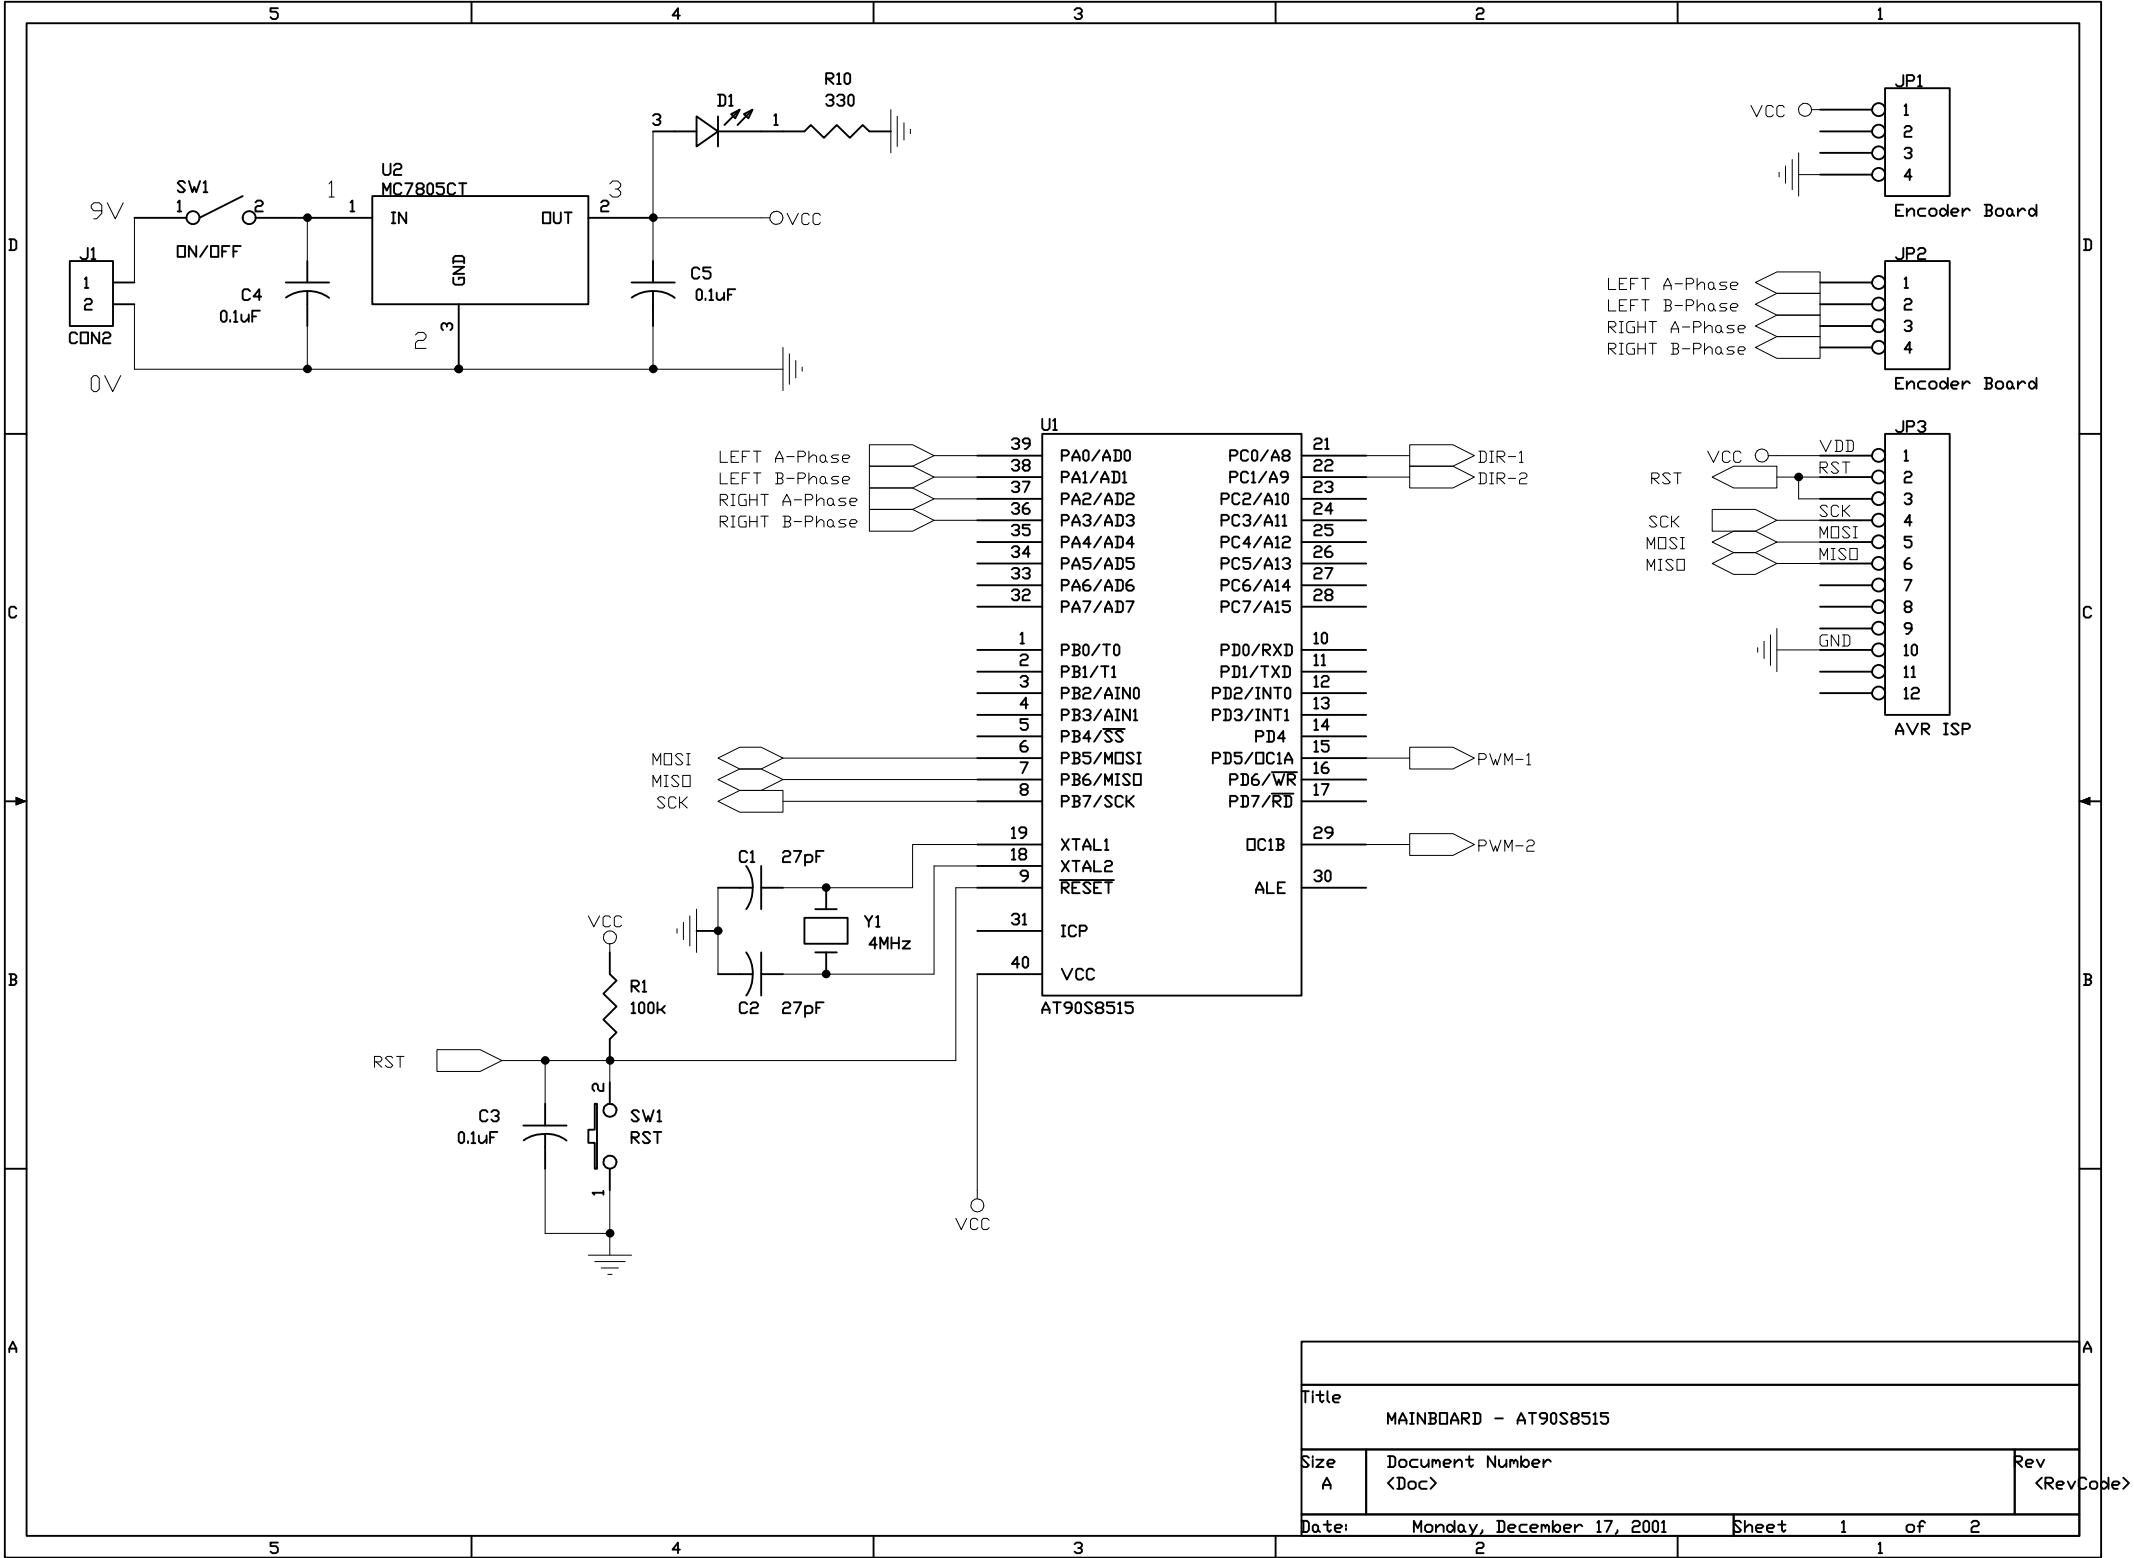 5 4 3 2 1
D
C
B
A
9V
0V
J1
1
2
CON2
SW1
1 2
ON/OFF
C4
0.1uF
1
U2
MC7805CT
1 IN OUT 2
GND
3
2
3
VCC
C5
0.1uF
3 D1 1
R10
330
JP1
VCC 1
2
3
4
Encoder Board
JP2
LEFT A-Phase 1
LEFT B-Phase 2
RIGHT A-Phase 3
RIGHT B-Phase 4
Encoder Board
JP3
VCC VDD 1
RST RST 2
3
SCK SCK 4
MOSI MOSI 5
MISO MISO 6
7
8
9
GND 10
11
12
AVR ISP
U1
LEFT A-Phase 39 PA0/AD0 PC0/A8 21 DIR-1
LEFT B-Phase 38 PA1/AD1 PC1/A9 22 DIR-2
RIGHT A-Phase 37 PA2/AD2 PC2/A10 23
RIGHT B-Phase 36 PA3/AD3 PC3/A11 24
35 PA4/AD4 PC4/A12 25
34 PA5/AD5 PC5/A13 26
33 PA6/AD6 PC6/A14 27
32 PA7/AD7 PC7/A15 28
1 PB0/T0 PD0/RXD 10
2 PB1/T1 PD1/TXD 11
3 PB2/AIN0 PD2/INT0 12
4 PB3/AIN1 PD3/INT1 13
5 PB4/SS PD4 14
MOSI 6 PB5/MOSI PD5/OC1A 15 PWM-1
MISO 7 PB6/MISO PD6/WR 16
SCK 8 PB7/SCK PD7/RD 17
19 XTAL1 OC1B 29 PWM-2
18 XTAL2
9 RESET ALE 30
31 ICP
40 VCC
AT90S8515
C1 27pF
Y1
4MHz
C2 27pF
VCC
R1
100k
RST
C3
0.1uF
2
SW1
RST
1
VCC
Title
MAINBOARD - AT90S8515
Size Document Number Rev
A <Doc> <RevCode>
Date: Monday, December 17, 2001 Sheet 1 of 2
D
C
B
A
5 4 3 2 1